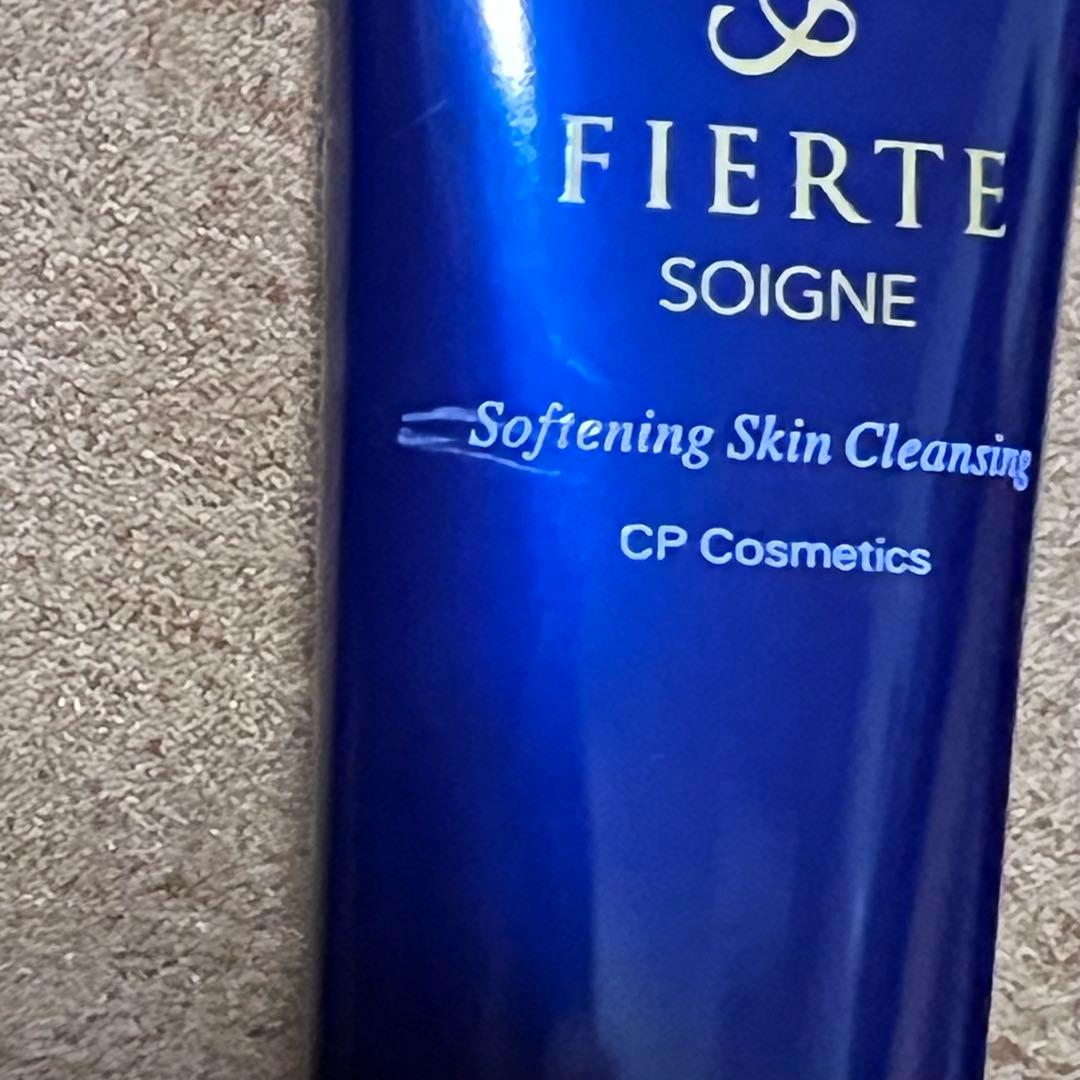 FIERTE
SOIGNE
Softening Skin Cleansing
CP Cosmetics